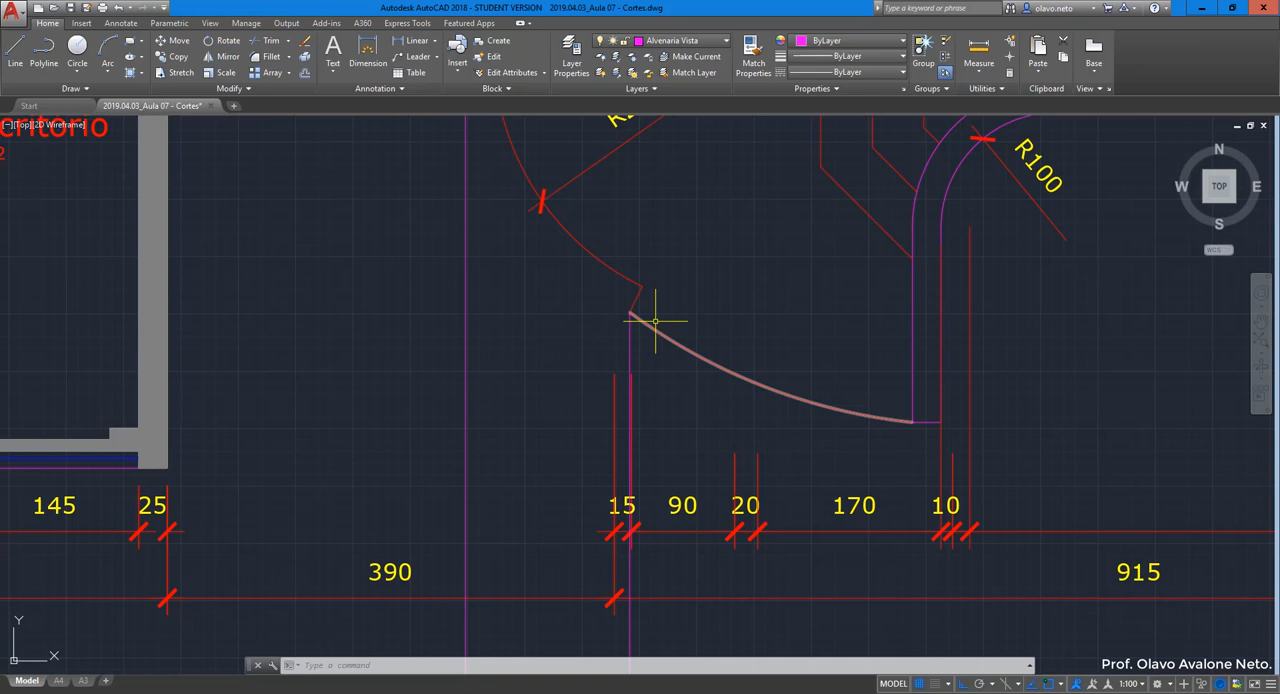 Autodesk AutoCAD 2018 - STUDENT VERSION 2019.04.03_Aula 07 - Cortes.dwg
Type a keyword or phrase
olavo.neto
Home Insert Annotate Parametric View Manage Output Add-ins A360 Express Tools Featured Apps
Line Polyline Circle Arc
Move Rotate Trim
Copy Mirror Fillet
Stretch Scale Array
Text Dimension
Linear
Leader
Table
Insert
Create
Edit
Edit Attributes
Layer Properties
Alvenaria Vista
Make Current
Match Layer
Match Properties
ByLayer
ByLayer
ByLayer
Group
Measure
Paste
Base
Draw Modify Annotation Block Layers Properties Groups Utilities Clipboard View
Start 2019.04.03_Aula 07 - Cortes*
[−][Top][2D Wireframe]
critorio
2
R100
N
W TOP E
S
WCS
145 25 15 90 20 170 10
390 915
Y
X
Type a command
Prof. Olavo Avalone Neto.
Model A4 A3
MODEL 1:100